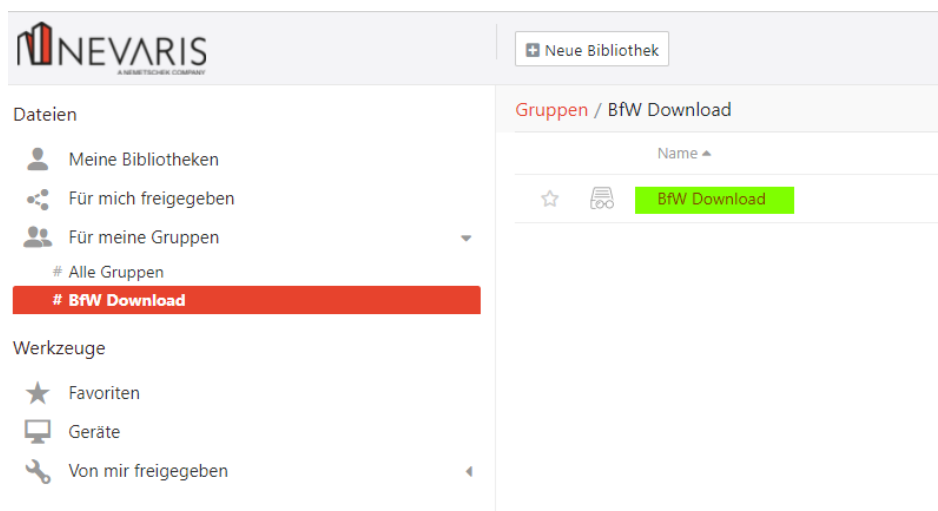 NEVARIS
A NEMETSCHEK COMPANY
Neue Bibliothek
Dateien
Meine Bibliotheken
Für mich freigegeben
Für meine Gruppen
# Alle Gruppen
# BfW Download
Werkzeuge
Favoriten
Geräte
Von mir freigegeben
Gruppen / BfW Download
Name
BfW Download